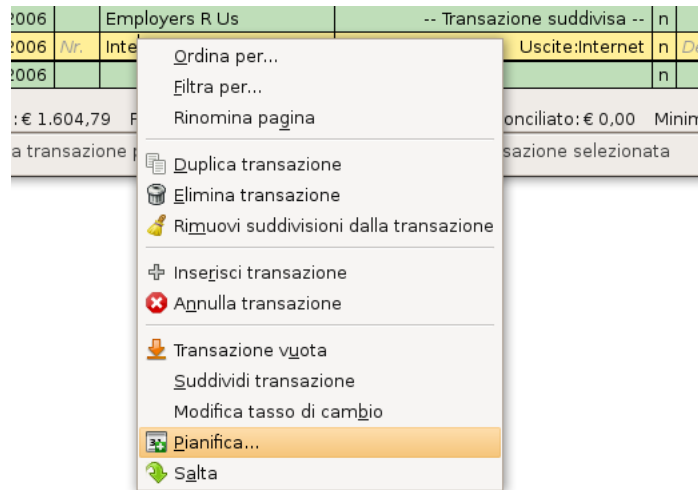 2006 Employers R Us -- Transazione suddivisa -- n
2006 Nr. Inte Uscite:Internet n
2006 n
Ordina per...
Filtra per...
Rinomina pagina
: € 1.604,79 onciliato: € 0,00 Minim
a transazione sazione selezionata
Duplica transazione
Elimina transazione
Rimuovi suddivisioni dalla transazione
Inserisci transazione
Annulla transazione
Transazione vuota
Suddividi transazione
Modifica tasso di cambio
Pianifica...
Salta